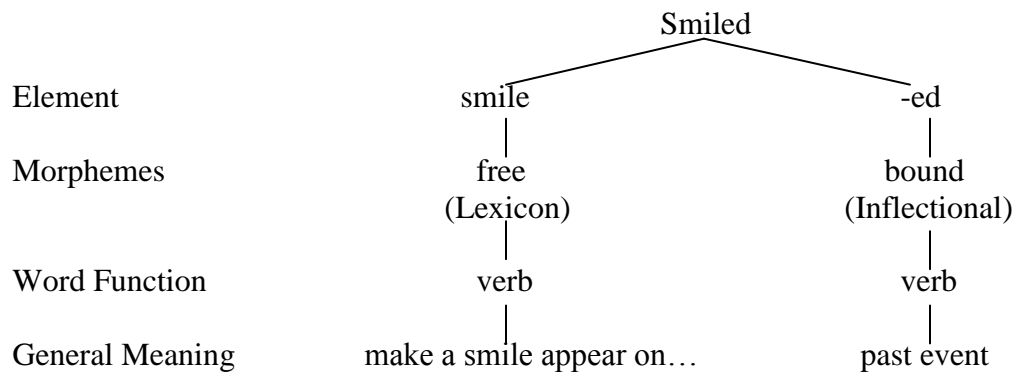 Smiled
Element smile -ed
Morphemes free bound
(Lexicon) (Inflectional)
Word Function verb verb
General Meaning make a smile appear on… past event